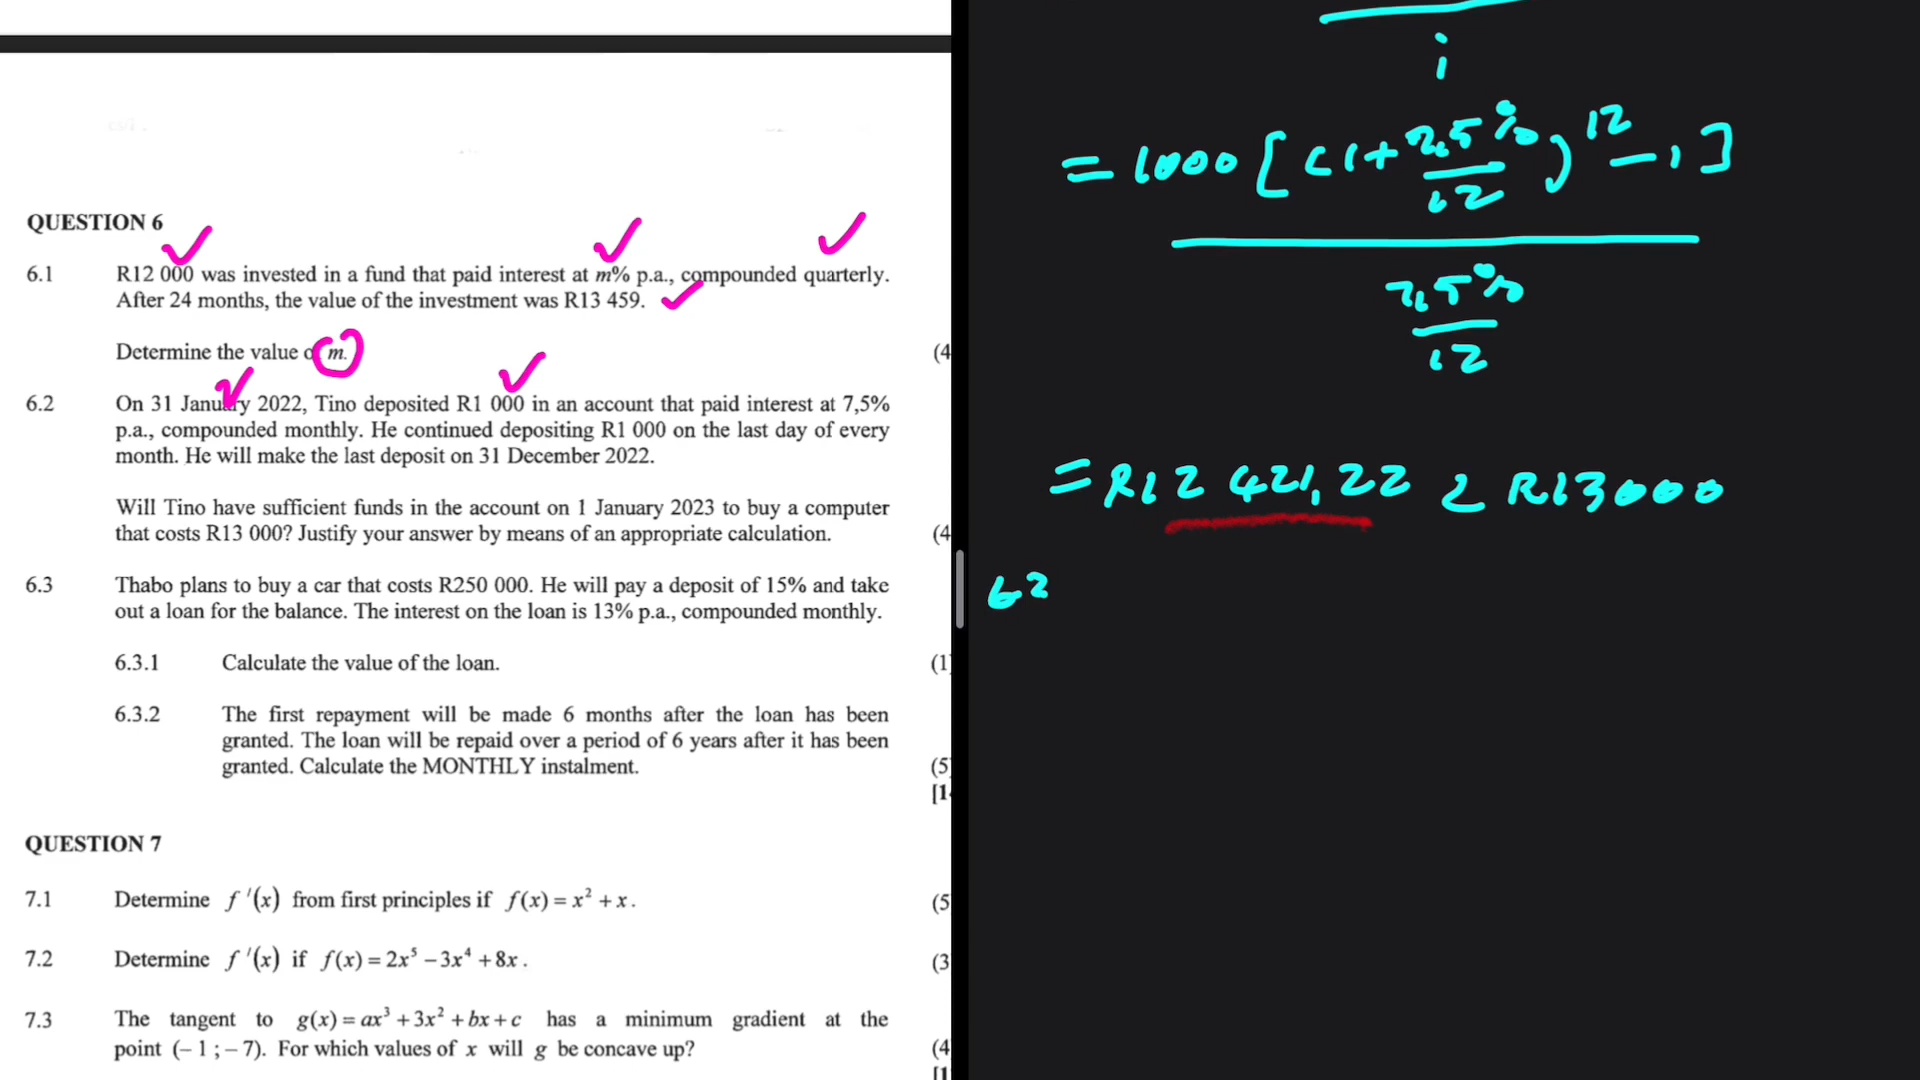 QUESTION 6
6.1 R12 000 was invested in a fund that paid interest at m% p.a., compounded quarterly.
After 24 months, the value of the investment was R13 459.
Determine the value m. (4
6.2 On 31 January 2022, Tino deposited R1 000 in an account that paid interest at 7,5%
p.a., compounded monthly. He continued depositing R1 000 on the last day of every
month. He will make the last deposit on 31 December 2022.
Will Tino have sufficient funds in the account on 1 January 2023 to buy a computer
that costs R13 000? Justify your answer by means of an appropriate calculation. (4
6.3 Thabo plans to buy a car that costs R250 000. He will pay a deposit of 15% and take
out a loan for the balance. The interest on the loan is 13% p.a., compounded monthly.
6.3.1 Calculate the value of the loan. (1
6.3.2 The first repayment will be made 6 months after the loan has been
granted. The loan will be repaid over a period of 6 years after it has been
granted. Calculate the MONTHLY instalment. (5
[1
QUESTION 7
7.1 Determine f ′(x) from first principles if f(x) = x² + x. (5
7.2 Determine f ′(x) if f(x) = 2x⁵ − 3x⁴ + 8x. (3
7.3 The tangent to g(x) = ax³ + 3x² + bx + c has a minimum gradient at the
point (− 1 ; − 7). For which values of x will g be concave up? (4
[1
i
= 1000 [ (1 + 7,5% / 12 )¹² − 1 ]
7,5%
12
= R12 421,22 < R13000
62